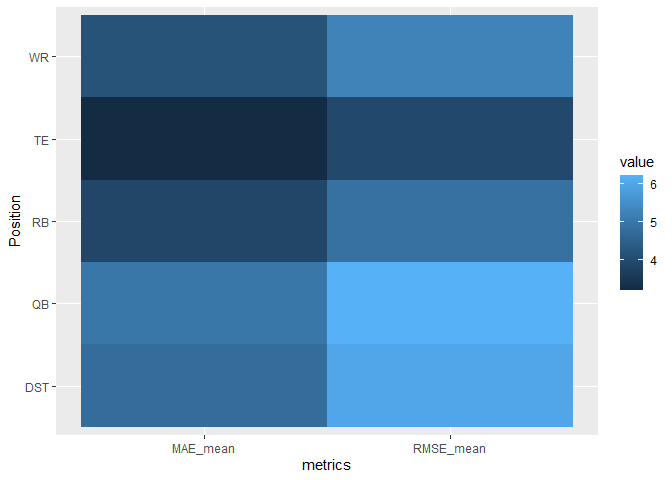 WR
TE
RB
QB
DST
Position
MAE_mean
RMSE_mean
metrics
value
6
5
4